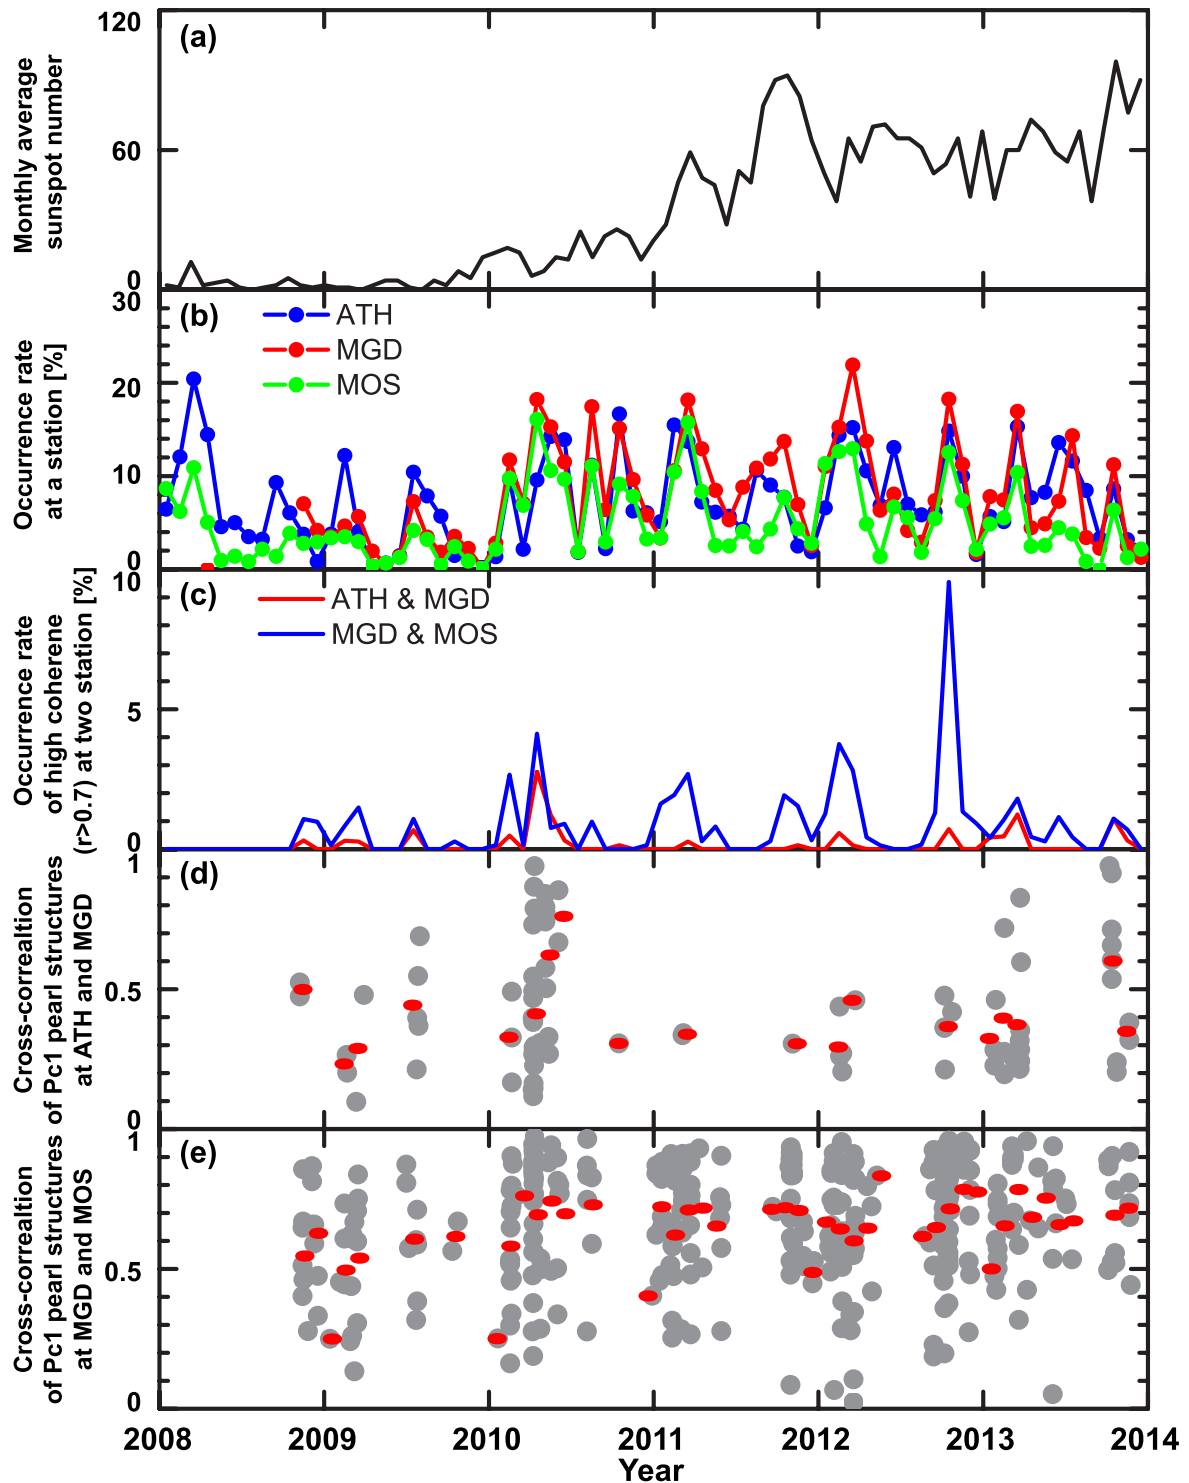 120
60
0
(a)
Monthly average
sunspot number
30
20
10
0
(b)
ATH
MGD
MOS
Occurrence rate
at a station [%]
10
5
0
(c)
ATH & MGD
MGD & MOS
Occurrence rate
of high coherene
(r>0.7) at two station [%]
1
0.5
0
(d)
Cross-correaltion
of Pc1 pearl structures
at ATH and MGD
1
0.5
0
(e)
Cross-correaltion
of Pc1 pearl structures
at MGD and MOS
2008
2009
2010
2011
2012
2013
2014
Year